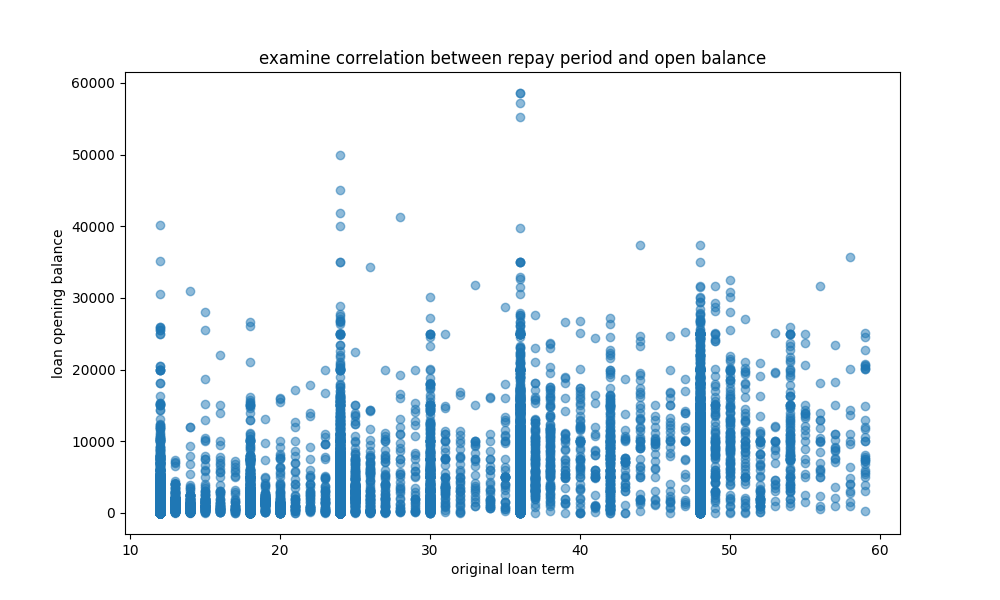 examine correlation between repay period and open balance
60000
50000
40000
30000
20000
10000
0
loan opening balance
10 20 30 40 50 60
original loan term